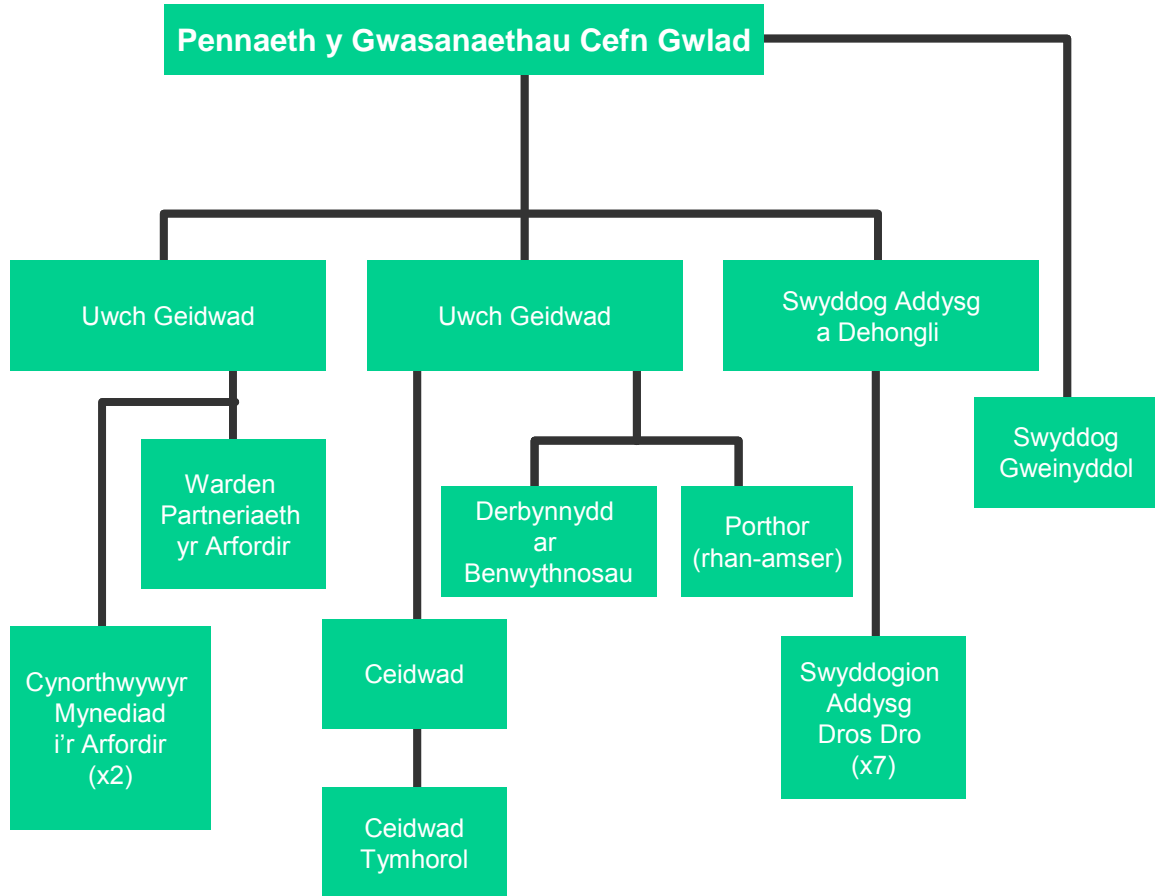 Pennaeth y Gwasanaethau Cefn Gwlad
Uwch Geidwad
Uwch Geidwad
Swyddog Addysg
a Dehongli
Swyddog
Gweinyddol
Warden
Partneriaeth
yr Arfordir
Derbynnydd
ar
Benwythnosau
Porthor
(rhan-amser)
Cynorthwywyr
Mynediad
i’r Arfordir
(x2)
Ceidwad
Swyddogion
Addysg
Dros Dro
(x7)
Ceidwad
Tymhorol